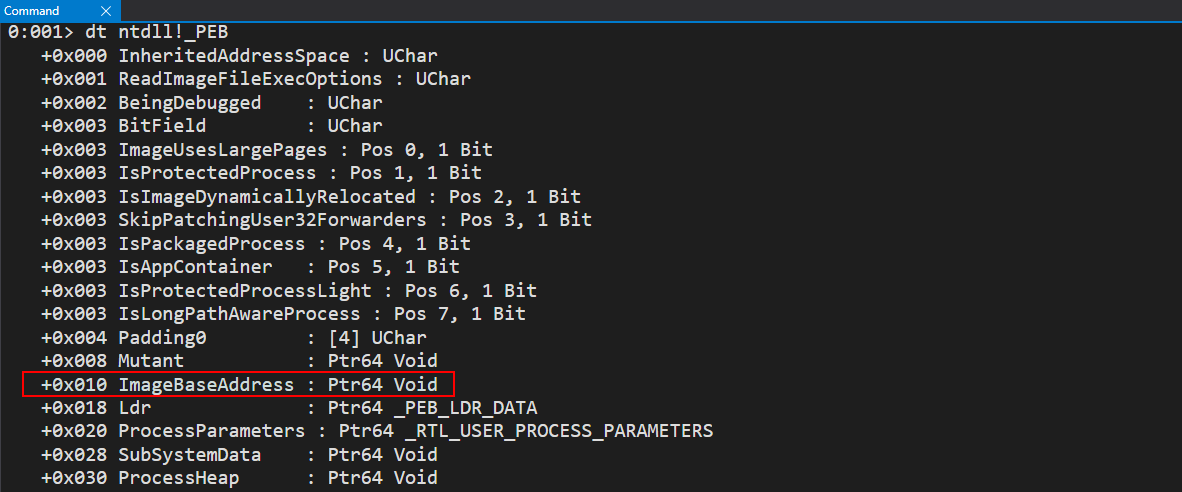 Command
0:001> dt ntdll!_PEB
   +0x000 InheritedAddressSpace : UChar
   +0x001 ReadImageFileExecOptions : UChar
   +0x002 BeingDebugged    : UChar
   +0x003 BitField         : UChar
   +0x003 ImageUsesLargePages : Pos 0, 1 Bit
   +0x003 IsProtectedProcess : Pos 1, 1 Bit
   +0x003 IsImageDynamicallyRelocated : Pos 2, 1 Bit
   +0x003 SkipPatchingUser32Forwarders : Pos 3, 1 Bit
   +0x003 IsPackagedProcess : Pos 4, 1 Bit
   +0x003 IsAppContainer   : Pos 5, 1 Bit
   +0x003 IsProtectedProcessLight : Pos 6, 1 Bit
   +0x003 IsLongPathAwareProcess : Pos 7, 1 Bit
   +0x004 Padding0         : [4] UChar
   +0x008 Mutant           : Ptr64 Void
   +0x010 ImageBaseAddress : Ptr64 Void
   +0x018 Ldr              : Ptr64 _PEB_LDR_DATA
   +0x020 ProcessParameters : Ptr64 _RTL_USER_PROCESS_PARAMETERS
   +0x028 SubSystemData    : Ptr64 Void
   +0x030 ProcessHeap      : Ptr64 Void